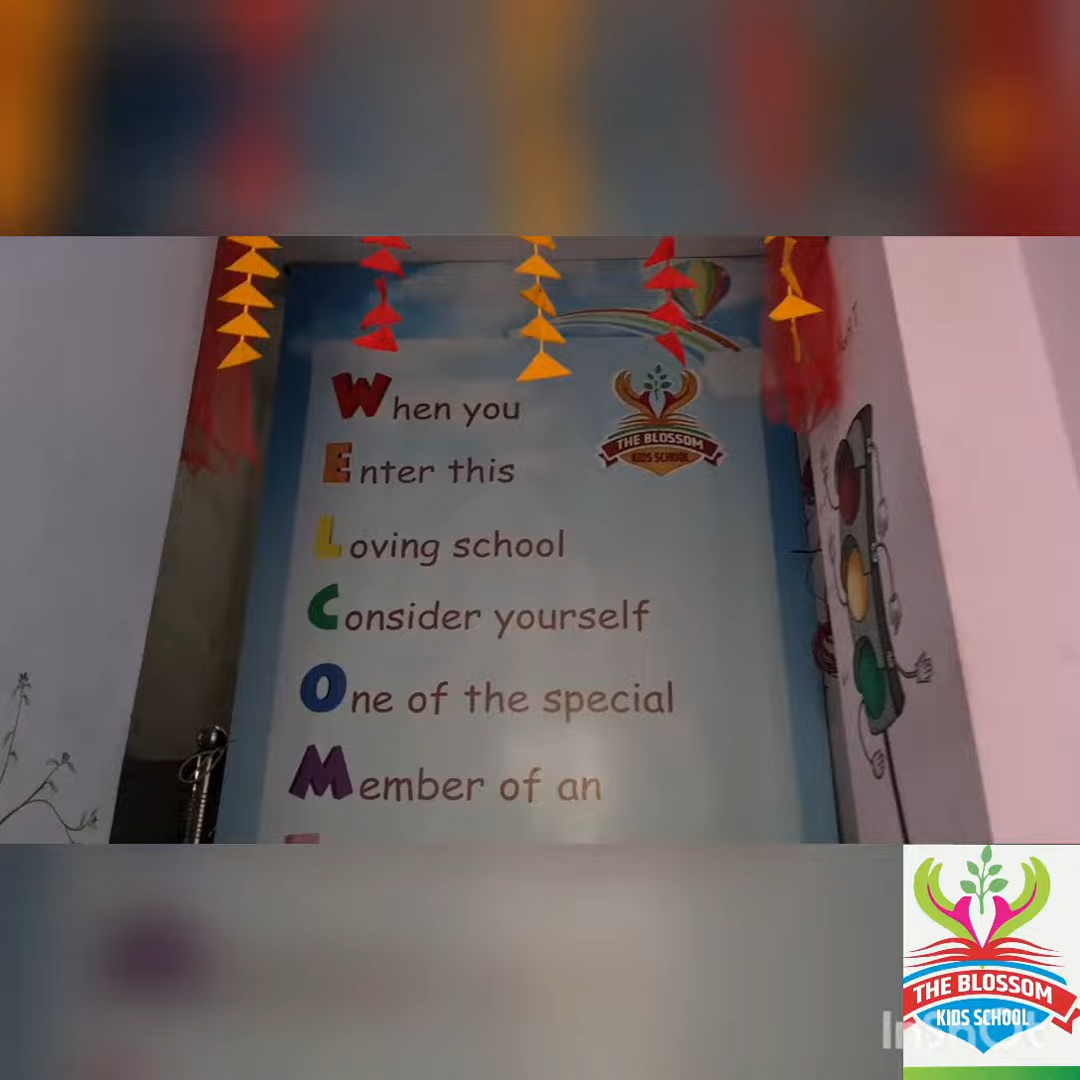 When you
THE BLOSSOM
KIDS SCHOOL
Enter this
Loving school
Consider yourself
One of the special
Member of an
THE BLOSSOM
KIDS SCHOOL
InShOt